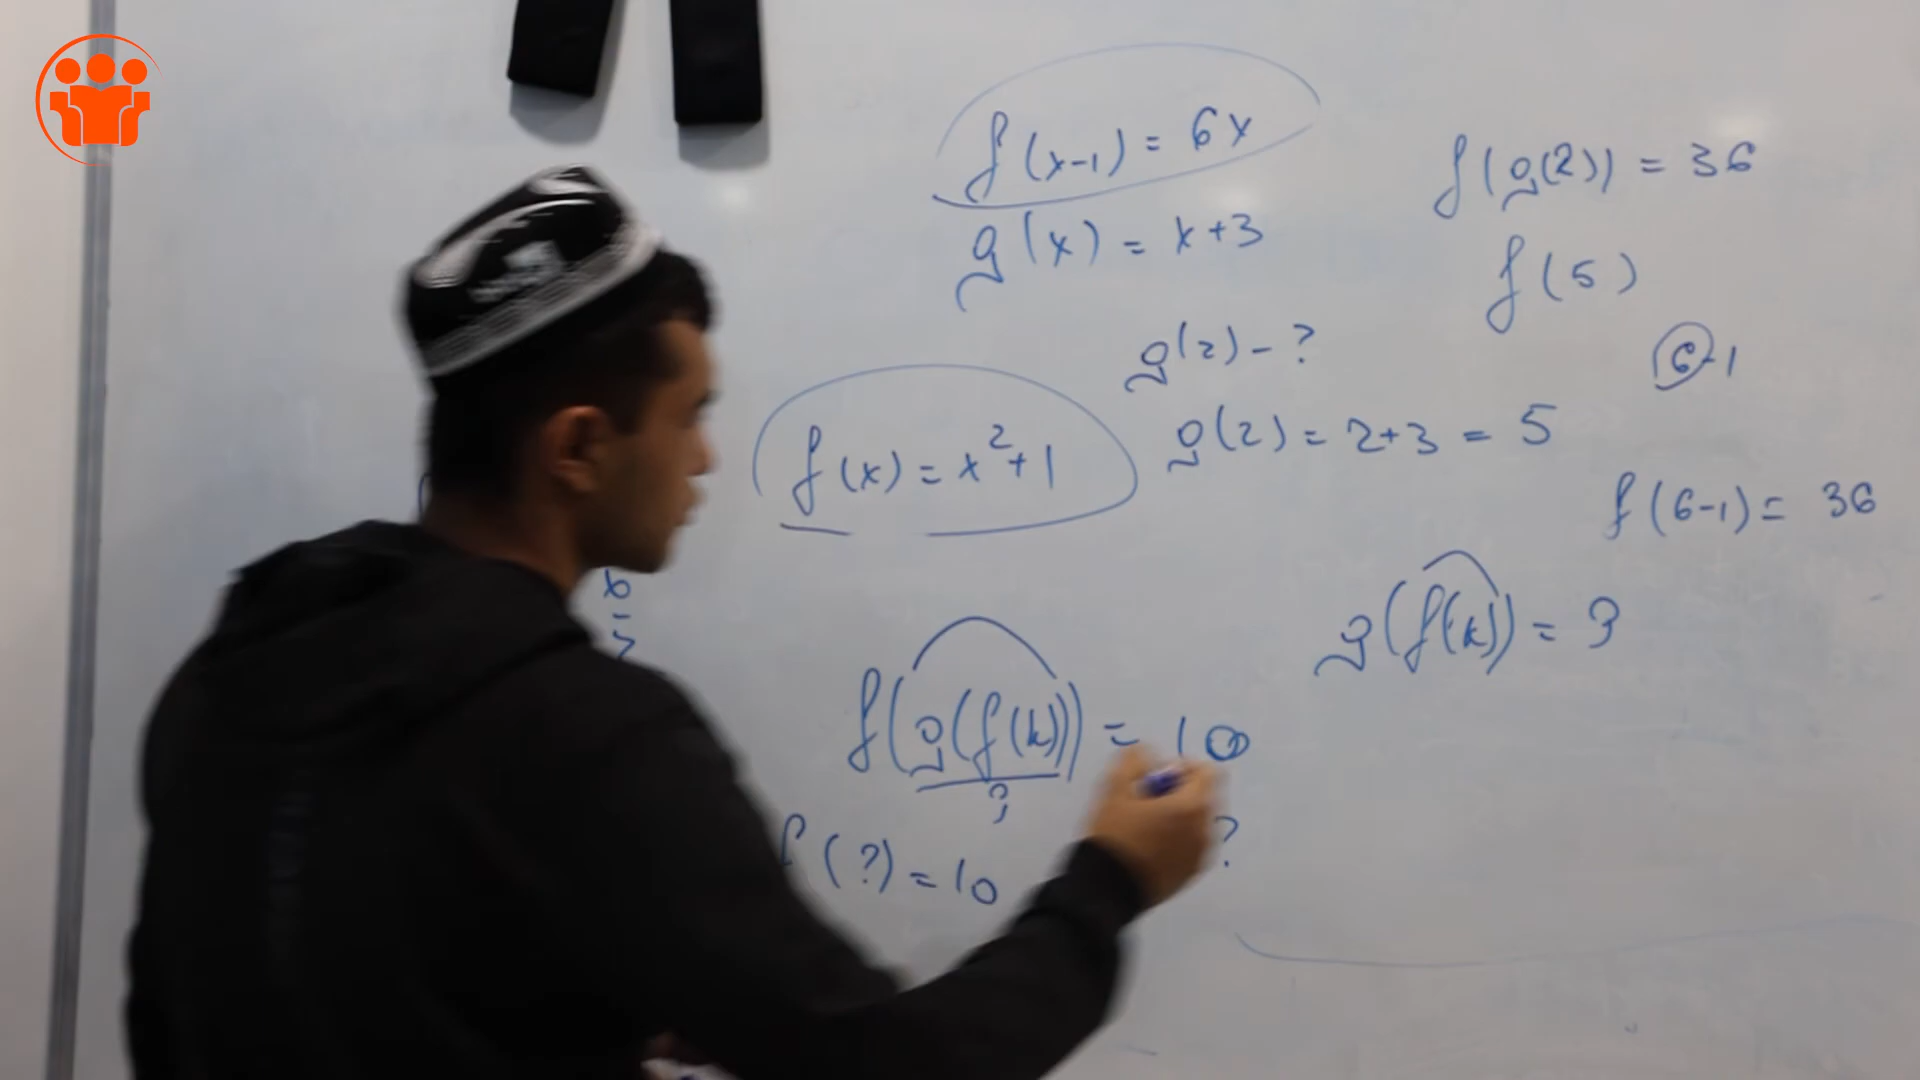 f(x-1) = 6x
g(x) = x+3
f(g(2)) = 36
f(5)
6-1
g(2) - ?
g(2) = 2+3 = 5
f(x) = x²+1
f(6-1) = 36
g(f(k)) = 3
f(g(f(k))) = 10
?
f(?) = 10
?